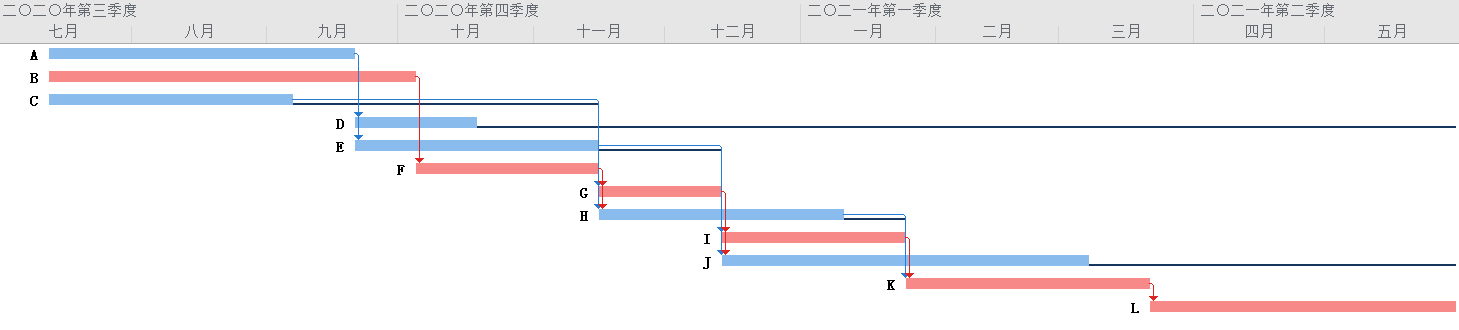 二〇二〇年第三季度 二〇二〇年第四季度 二〇二一年第一季度 二〇二一年第二季度
七月 八月 九月 十月 十一月 十二月 一月 二月 三月 四月 五月
A
B
C
D
E
F
G
H
I
J
K
L